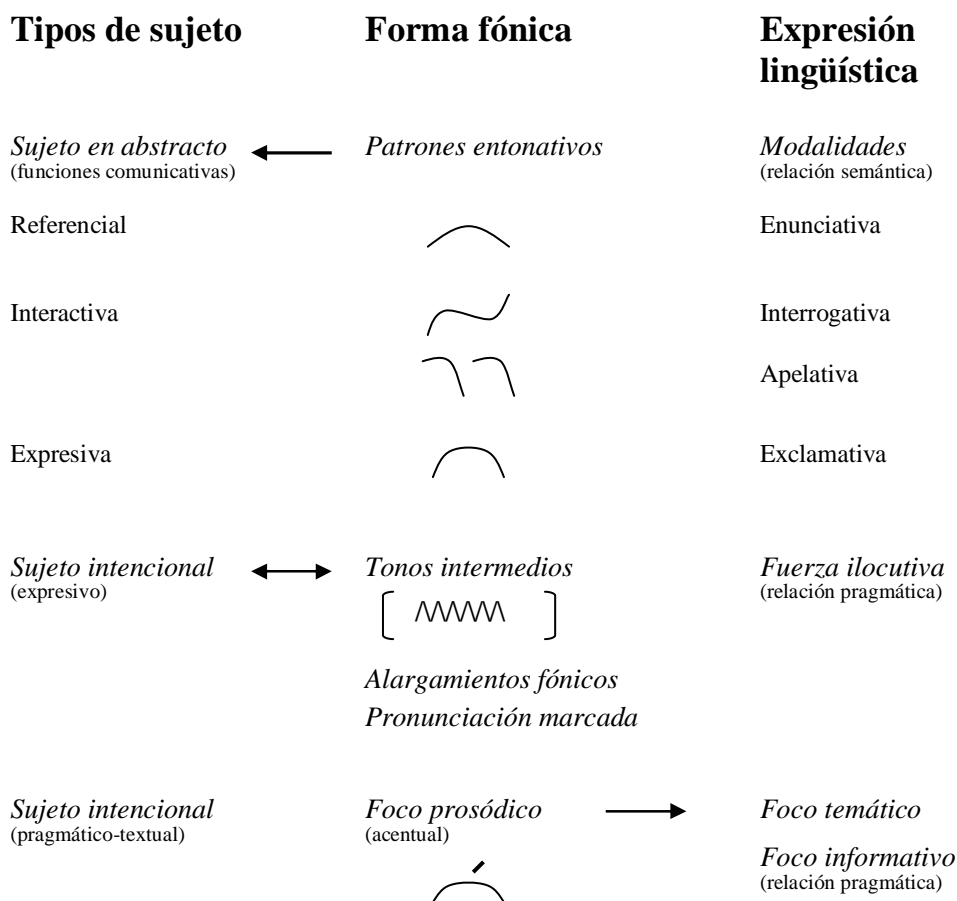 Tipos de sujeto Forma fónica Expresión
lingüística
Sujeto en abstracto Patrones entonativos Modalidades
(funciones comunicativas) (relación semántica)
Referencial Enunciativa
Interactiva Interrogativa
Apelativa
Expresiva Exclamativa
Sujeto intencional Tonos intermedios Fuerza ilocutiva
(expresivo) (relación pragmática)
Alargamientos fónicos
Pronunciación marcada
Sujeto intencional Foco prosódico Foco temático
(pragmático-textual) (acentual)
Foco informativo
(relación pragmática)